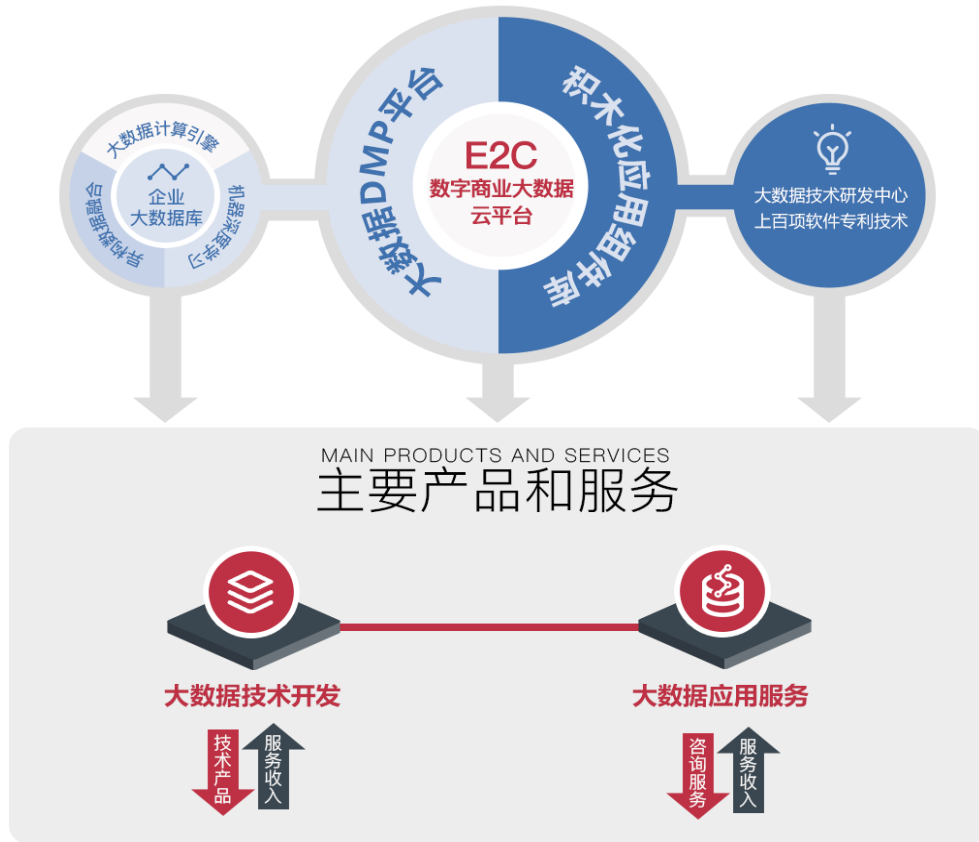 大数据计算引擎
异构数据融合
机器深度学习
企业
大数据库
大数据DMP平台
积木化应用组件库
E2C
数字商业大数据
云平台
大数据技术研发中心
上百项软件专利技术
MAIN PRODUCTS AND SERVICES
主要产品和服务
大数据技术开发
大数据应用服务
技术产品
服务收入
咨询服务
服务收入